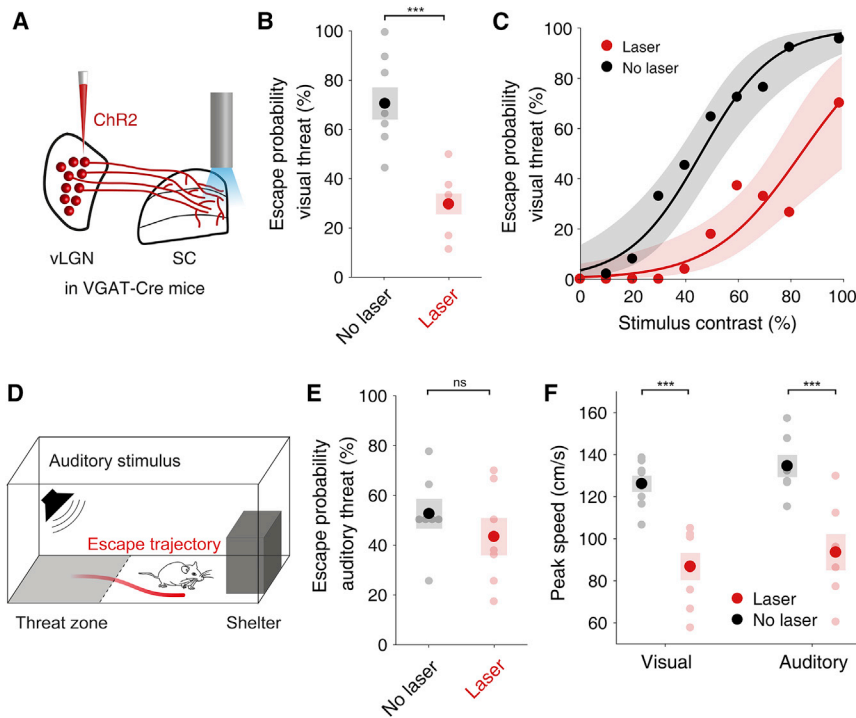 A
ChR2
vLGN
SC
in VGAT-Cre mice
B
***
Escape probability
visual threat (%)
100
80
60
40
20
0
No laser
Laser
C
Laser
No laser
Escape probability
visual threat (%)
100
80
60
40
20
0
0
20
40
60
80
100
Stimulus contrast (%)
D
Auditory stimulus
Escape trajectory
Threat zone
Shelter
E
ns
Escape probability
auditory threat (%)
100
80
60
40
20
0
No laser
Laser
F
***
***
Peak speed (cm/s)
160
140
120
100
80
60
Laser
No laser
Visual
Auditory